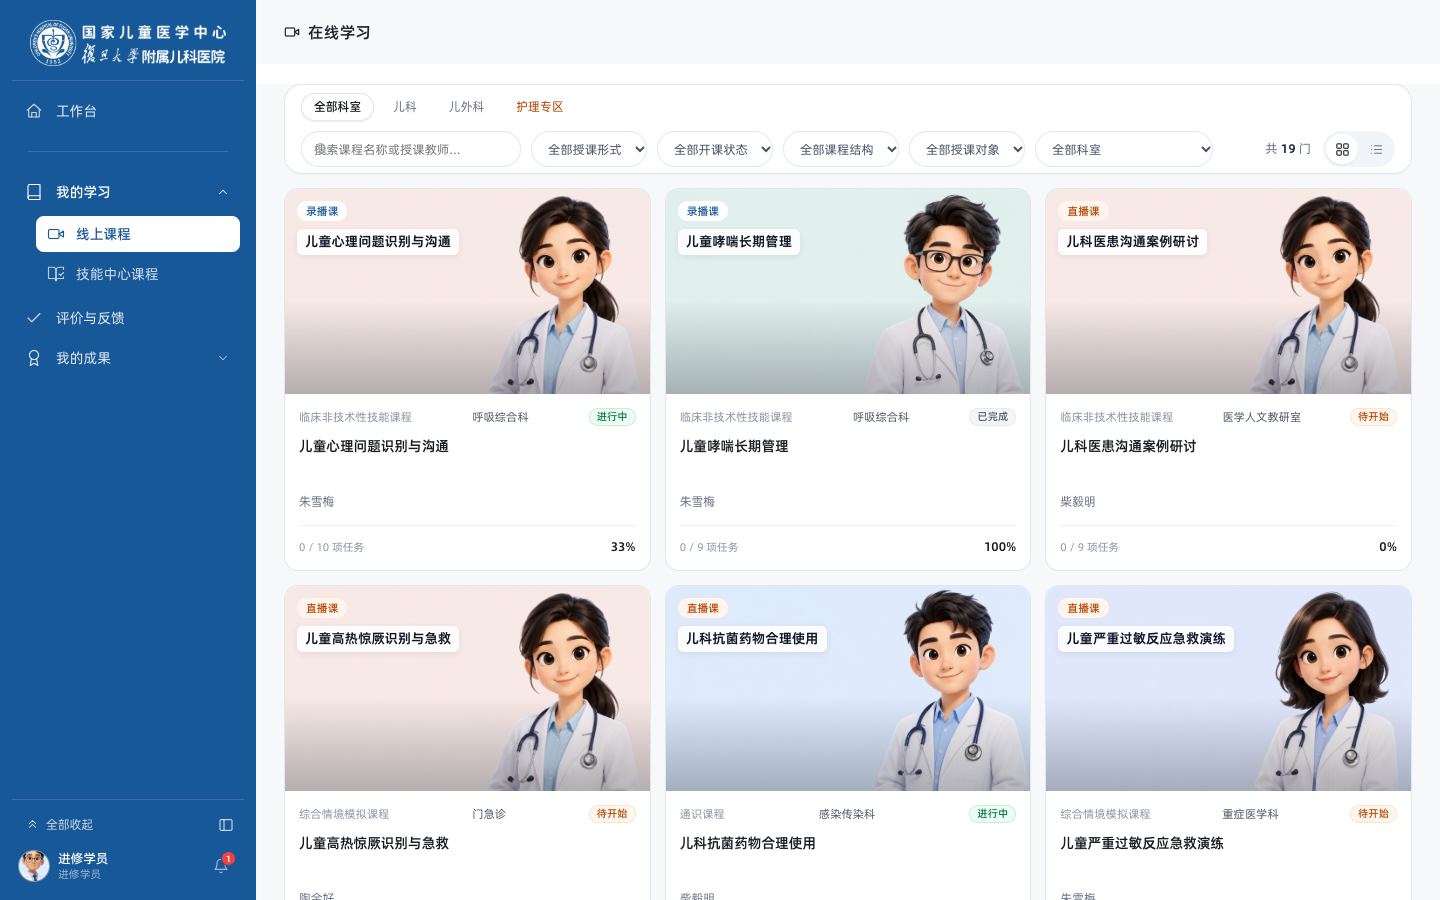 国家儿童医学中心
复旦大学附属儿科医院
1952
工作台
我的学习
线上课程
技能中心课程
评价与反馈
我的成果
全部收起
进修学员
进修学员
1
在线学习
全部科室 儿科 儿外科 护理专区
搜索课程名称或授课教师... 全部授课形式 全部开课状态 全部课程结构 全部授课对象 全部科室 共 19 门
录播课
儿童心理问题识别与沟通
临床非技术性技能课程 呼吸综合科 进行中
儿童心理问题识别与沟通
朱雪梅
0 / 10 项任务 33%
录播课
儿童哮喘长期管理
临床非技术性技能课程 呼吸综合科 已完成
儿童哮喘长期管理
朱雪梅
0 / 9 项任务 100%
直播课
儿科医患沟通案例研讨
临床非技术性技能课程 医学人文教研室 待开始
儿科医患沟通案例研讨
柴毅明
0 / 9 项任务 0%
直播课
儿童高热惊厥识别与急救
综合情境模拟课程 门急诊 待开始
儿童高热惊厥识别与急救
陶金好
直播课
儿科抗菌药物合理使用
通识课程 感染传染科 进行中
儿科抗菌药物合理使用
柴毅明
直播课
儿童严重过敏反应急救演练
综合情境模拟课程 重症医学科 待开始
儿童严重过敏反应急救演练
朱雪梅